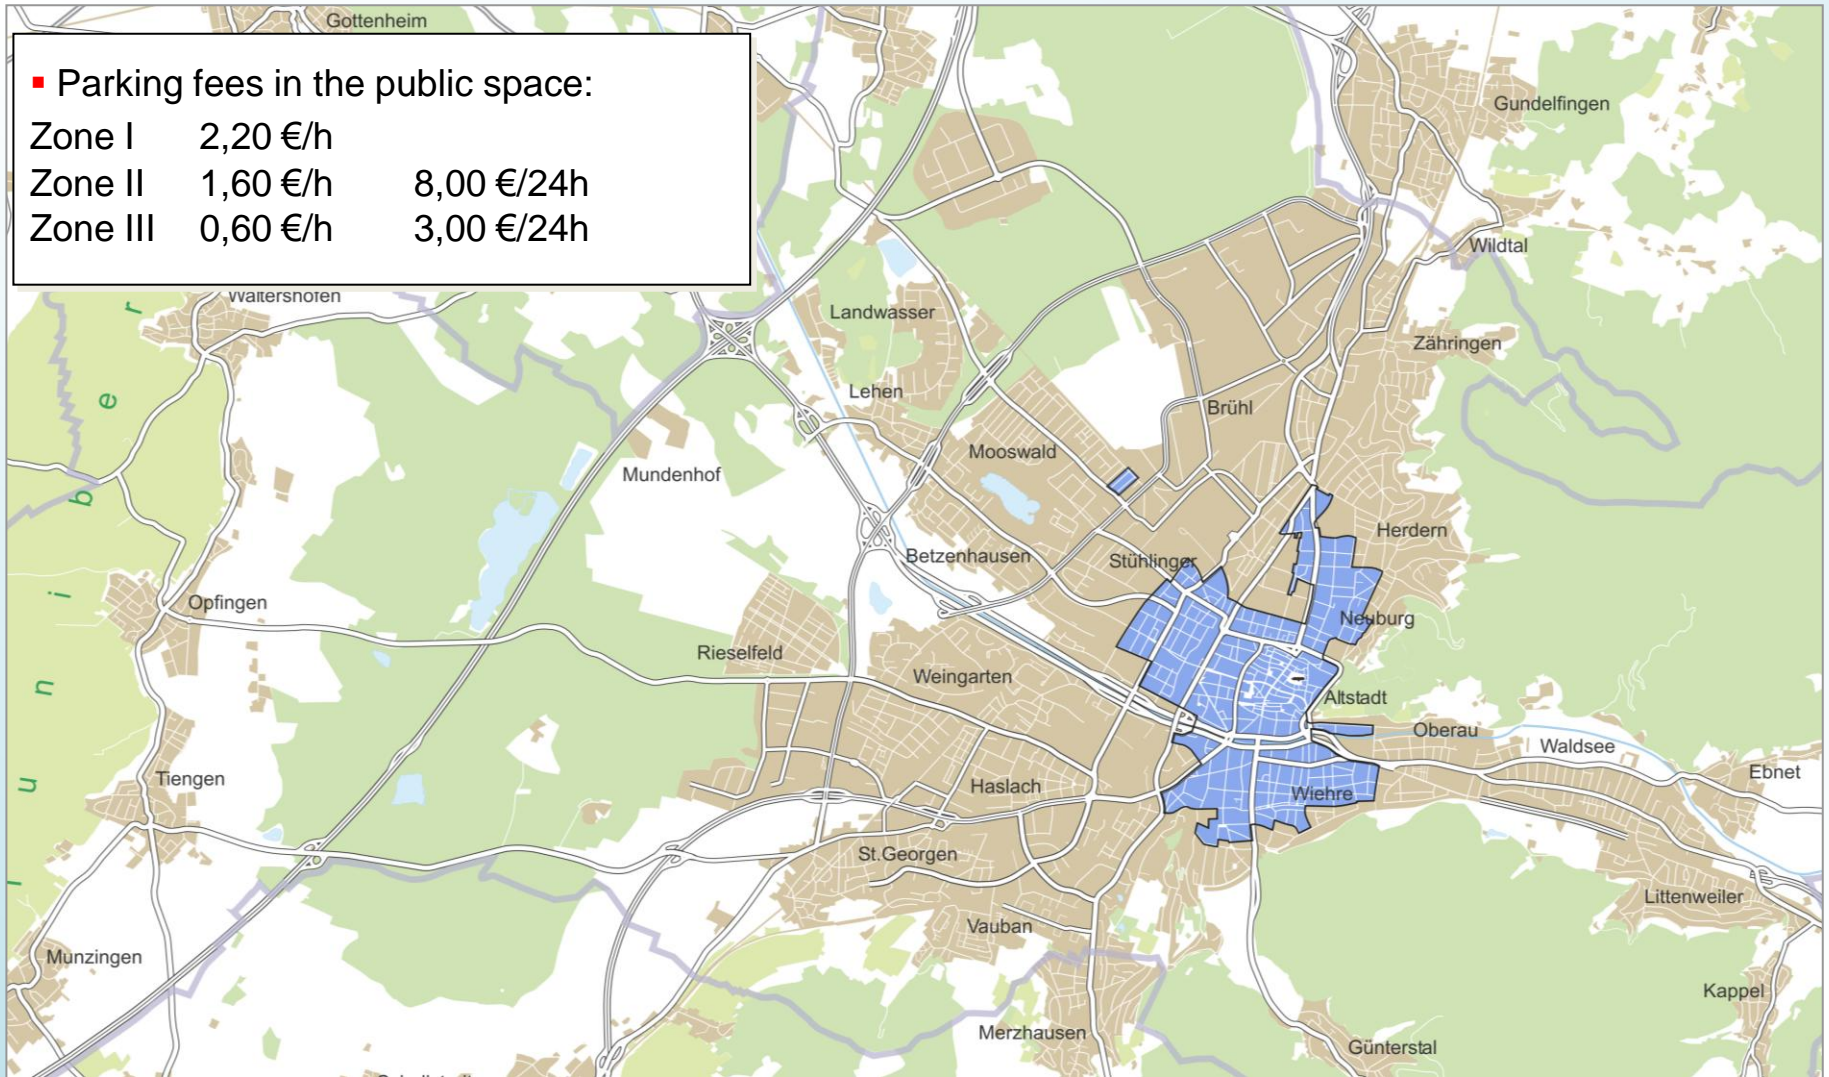 Gottenheim
▪ Parking fees in the public space:
Zone I 2,20 €/h
Zone II 1,60 €/h 8,00 €/24h
Zone III 0,60 €/h 3,00 €/24h
Gundelfingen
Wildtal
Waltershofen
Landwasser
Zähringen
Lehen
Brühl
Mooswald
Mundenhof
Herdern
Betzenhausen
Stühlinger
Opfingen
Neuburg
Rieselfeld
Weingarten
Altstadt
Oberau
Waldsee
Ebnet
Tiengen
Haslach
Wiehre
St.Georgen
Littenweiler
Vauban
Munzingen
Kappel
Merzhausen
Günterstal
T u n i b e r